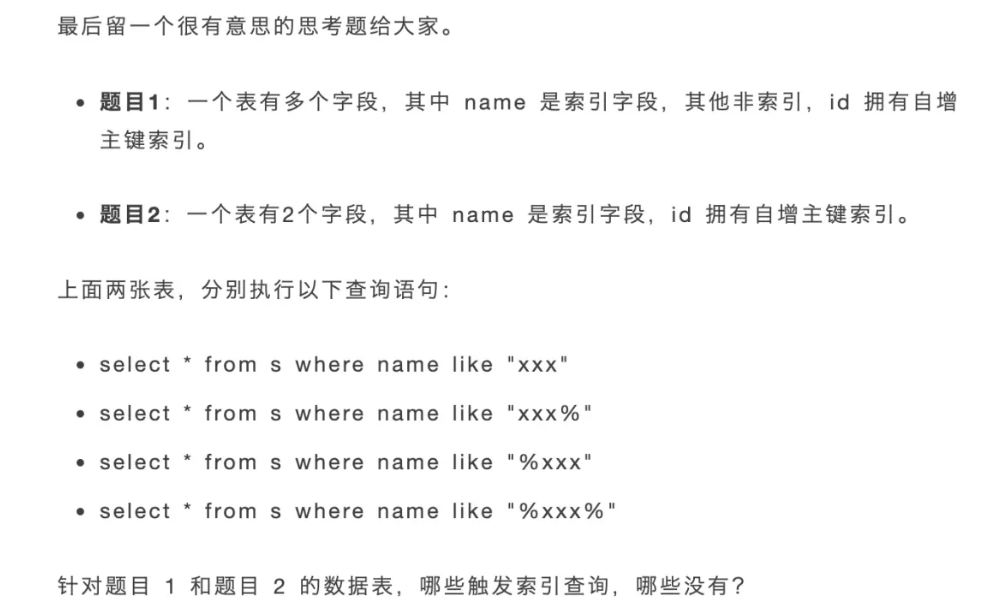 最后留一个很有意思的思考题给大家。
• 题目1：一个表有多个字段，其中 name 是索引字段，其他非索引，id 拥有自增
主键索引。
• 题目2：一个表有2个字段，其中 name 是索引字段，id 拥有自增主键索引。
上面两张表，分别执行以下查询语句：
• select * from s where name like "xxx"
• select * from s where name like "xxx%"
• select * from s where name like "%xxx"
• select * from s where name like "%xxx%"
针对题目 1 和题目 2 的数据表，哪些触发索引查询，哪些没有？